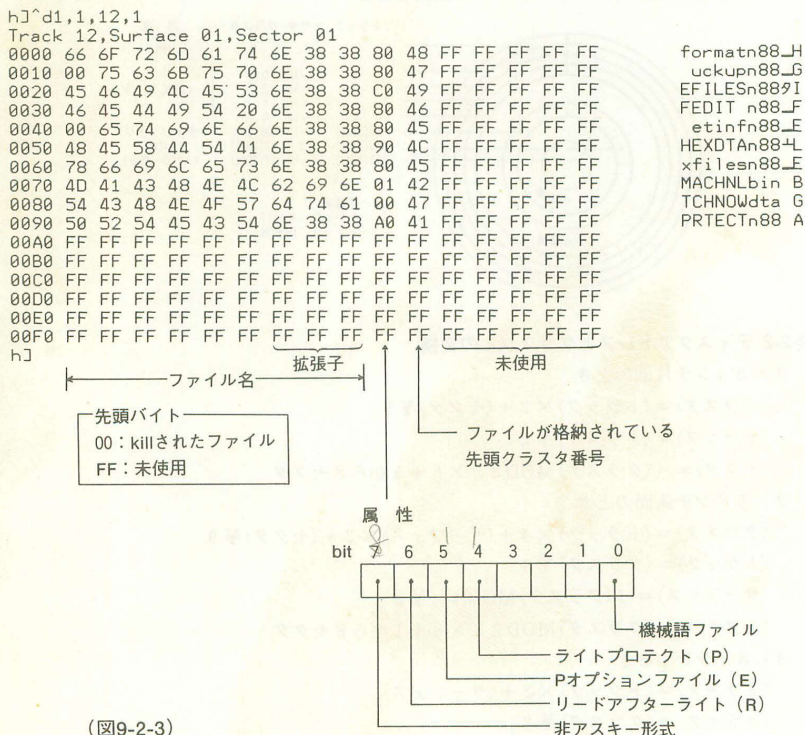 h]^d1,1,12,1
Track 12,Surface 01,Sector 01
0000 66 6F 72 6D 61 74 6E 38 38 80 48 FF FF FF FF FF formatn88_H
0010 00 75 63 6B 75 70 6E 38 38 80 47 FF FF FF FF FF uckupn88_G
0020 45 46 49 4C 45 53 6E 38 38 C0 49 FF FF FF FF FF EFILESn88タI
0030 46 45 44 49 54 20 6E 38 38 80 46 FF FF FF FF FF FEDIT n88_F
0040 00 65 74 69 6E 66 6E 38 38 80 45 FF FF FF FF FF etinfn88_E
0050 48 45 58 44 54 41 6E 38 38 90 4C FF FF FF FF FF HEXDTAn88┴L
0060 78 66 69 6C 65 73 6E 38 38 80 45 FF FF FF FF FF xfilesn88_E
0070 4D 41 43 48 4E 4C 62 69 6E 01 42 FF FF FF FF FF MACHNLbin B
0080 54 43 48 4E 4F 57 64 74 61 00 47 FF FF FF FF FF TCHNOWdta G
0090 50 52 54 45 43 54 6E 38 38 A0 41 FF FF FF FF FF PRTECTn88 A
00A0 FF FF FF FF FF FF FF FF FF FF FF FF FF FF FF FF
00B0 FF FF FF FF FF FF FF FF FF FF FF FF FF FF FF FF
00C0 FF FF FF FF FF FF FF FF FF FF FF FF FF FF FF FF
00D0 FF FF FF FF FF FF FF FF FF FF FF FF FF FF FF FF
00E0 FF FF FF FF FF FF FF FF FF FF FF FF FF FF FF FF
00F0 FF FF FF FF FF FF FF FF FF FF FF FF FF FF FF FF
h]
拡張子
未使用
ファイル名
先頭バイト
00：killされたファイル
FF：未使用
ファイルが格納されている
先頭クラスタ番号
属 性
bit 7 6 5 4 3 2 1 0
機械語ファイル
ライトプロテクト（P）
Pオプションファイル（E）
リードアフターライト（R）
非アスキー形式
（図9-2-3）